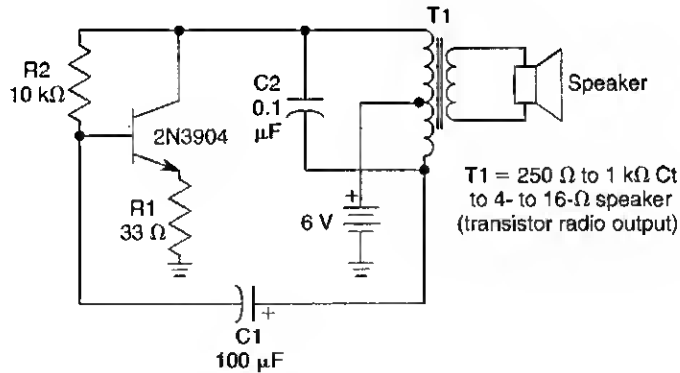 T1
R2
10 kΩ
C2
0.1
µF
Speaker
2N3904
T1 = 250 Ω to 1 kΩ Ct
to 4- to 16-Ω speaker
(transistor radio output)
R1
33 Ω
+
6 V
+
C1
100 µF